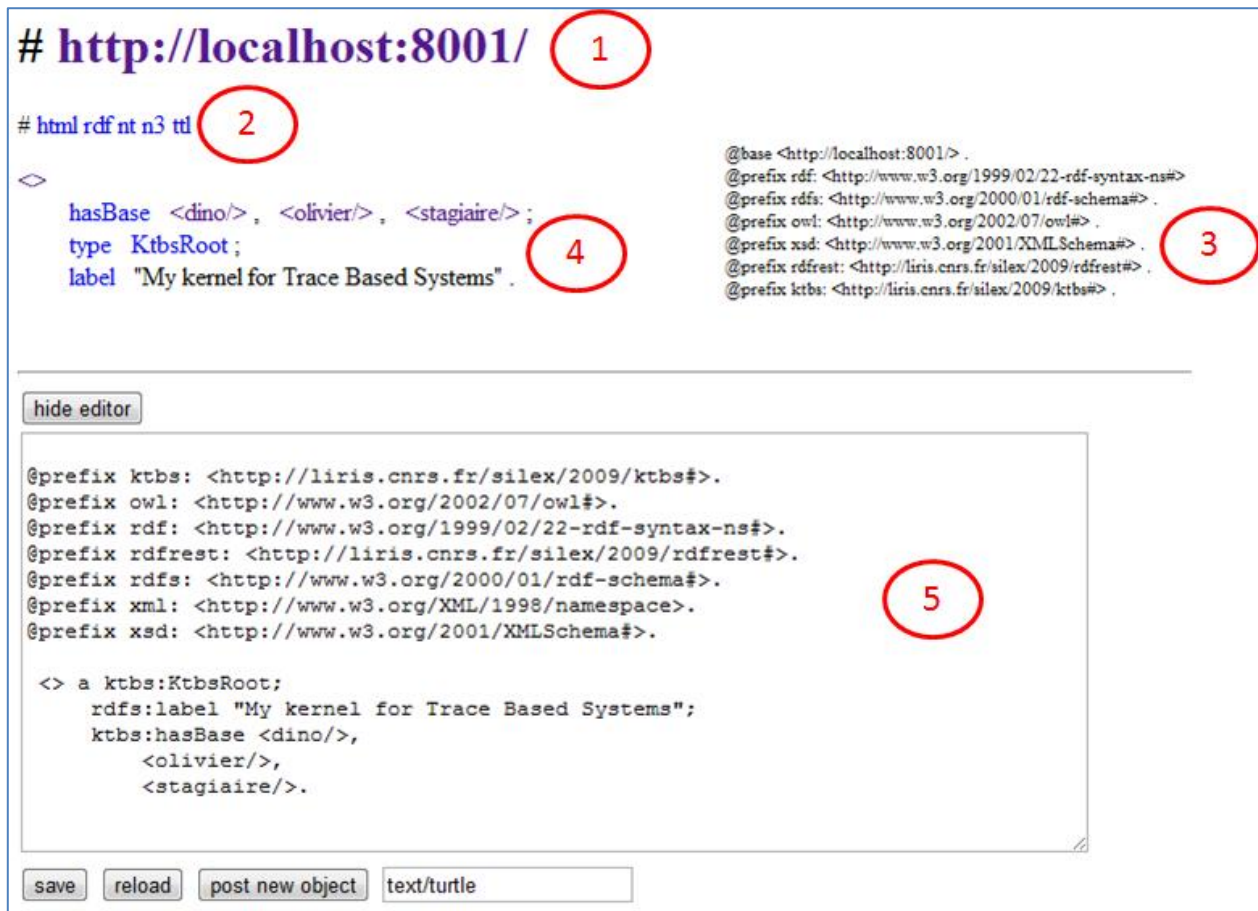 # http://localhost:8001/
1
# html rdf nt n3 ttl
2
<>
hasBase <dino/> , <olivier/> , <stagiaire/> ;
type KtbsRoot ;
label "My kernel for Trace Based Systems" .
4
@base <http://localhost:8001/> .
@prefix rdf: <http://www.w3.org/1999/02/22-rdf-syntax-ns#>
@prefix rdfs: <http://www.w3.org/2000/01/rdf-schema#> .
@prefix owl: <http://www.w3.org/2002/07/owl#> .
@prefix xsd: <http://www.w3.org/2001/XMLSchema#> .
@prefix rdfrest: <http://liris.cnrs.fr/silex/2009/rdfrest#> .
@prefix ktbs: <http://liris.cnrs.fr/silex/2009/ktbs#> .
3
hide editor
@prefix ktbs: <http://liris.cnrs.fr/silex/2009/ktbs#>.
@prefix owl: <http://www.w3.org/2002/07/owl#>.
@prefix rdf: <http://www.w3.org/1999/02/22-rdf-syntax-ns#>.
@prefix rdfrest: <http://liris.cnrs.fr/silex/2009/rdfrest#>.
@prefix rdfs: <http://www.w3.org/2000/01/rdf-schema#>.
@prefix xml: <http://www.w3.org/XML/1998/namespace>.
@prefix xsd: <http://www.w3.org/2001/XMLSchema#>.
5
<> a ktbs:KtbsRoot;
rdfs:label "My kernel for Trace Based Systems";
ktbs:hasBase <dino/>,
<olivier/>,
<stagiaire/>.
save reload post new object text/turtle